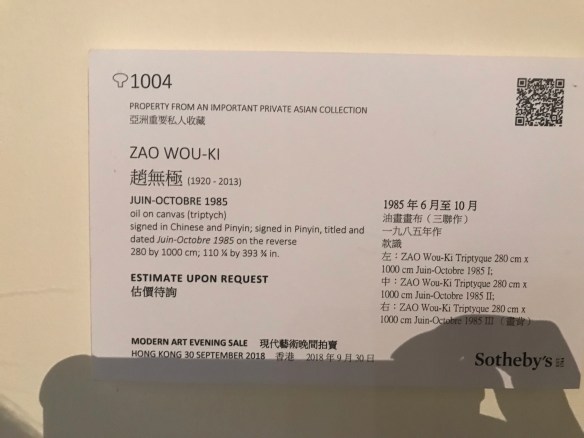 1004
PROPERTY FROM AN IMPORTANT PRIVATE ASIAN COLLECTION
亞洲重要私人收藏
ZAO WOU-KI
趙無極 (1920 - 2013)
JUIN-OCTOBRE 1985
oil on canvas (triptych)
signed in Chinese and Pinyin; signed in Pinyin, titled and
dated Juin-Octobre 1985 on the reverse
280 by 1000 cm; 110 ¼ by 393 ¾ in.
ESTIMATE UPON REQUEST
估價待詢
1985 年 6 月至 10 月
油畫畫布（三聯作）
一九八五年作
款識
左：ZAO Wou-Ki Triptyque 280 cm x
1000 cm Juin-Octobre 1985 I;
中：ZAO Wou-Ki Triptyque 280 cm x
1000 cm Juin-Octobre 1985 II;
右：ZAO Wou-Ki Triptyque 280 cm x
1000 cm Juin-Octobre 1985 III（畫背）
MODERN ART EVENING SALE 現代藝術晚間拍賣
HONG KONG 30 SEPTEMBER 2018 香港 2018 年 9 月 30 日
Sotheby's